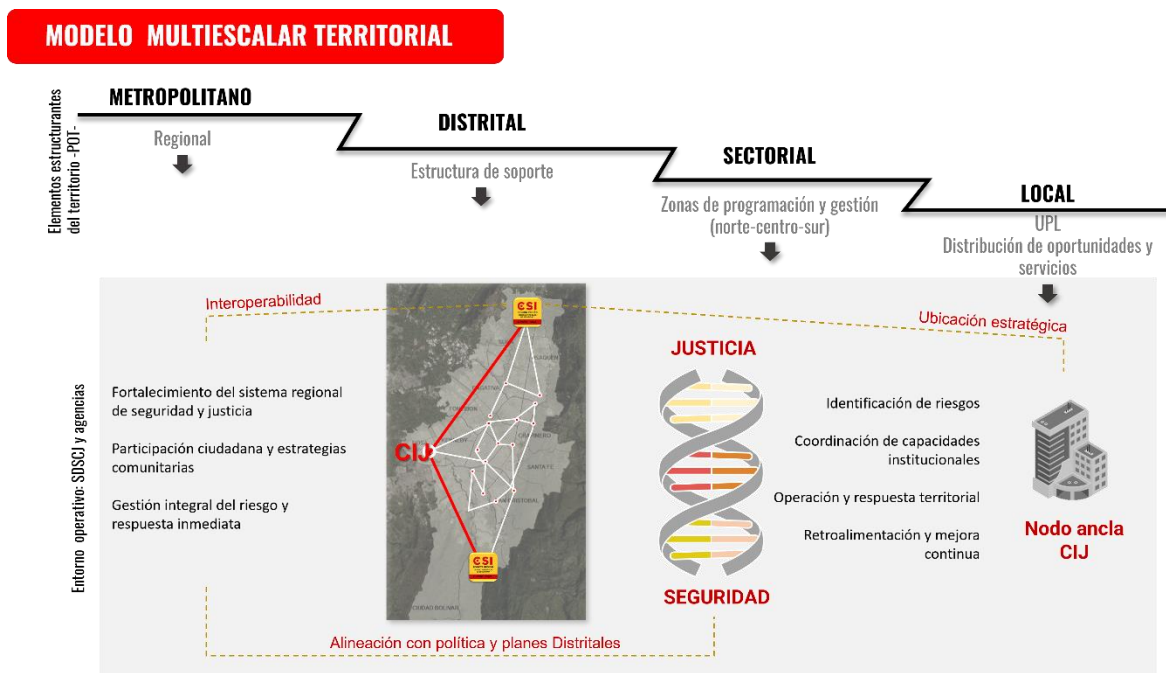 MODELO MULTIESCALAR TERRITORIAL
Elementos estructurantes
del territorio -POT-
METROPOLITANO
Regional
DISTRITAL
Estructura de soporte
SECTORIAL
Zonas de programación y gestión
(norte-centro-sur)
LOCAL
UPL
Distribución de oportunidades y
servicios
Entorno operativo: SDSCJ y agencias
Interoperabilidad
Ubicación estratégica
Fortalecimiento del sistema regional
de seguridad y justicia
Participación ciudadana y estrategias
comunitarias
Gestión integral del riesgo y
respuesta inmediata
CSI
CIJ
SANTA FE
CIUDAD BOLIVAR
CSI
JUSTICIA
SEGURIDAD
Identificación de riesgos
Coordinación de capacidades
institucionales
Operación y respuesta territorial
Retroalimentación y mejora
continua
Nodo ancla
CIJ
Alineación con política y planes Distritales